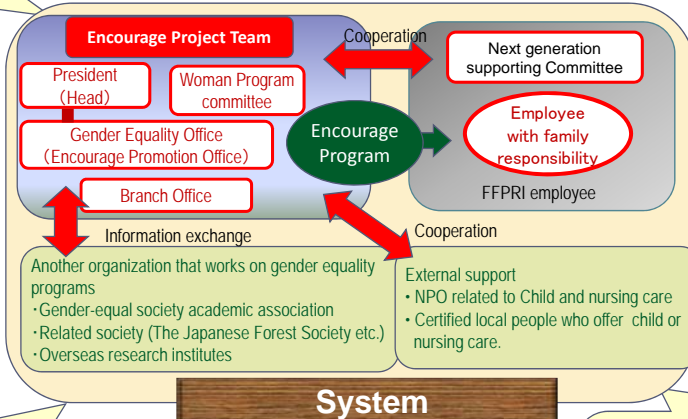 Encourage Project Team
Cooperation
Next generation
supporting Committee
President
(Head)
Woman Program
committee
Gender Equality Office
(Encourage Promotion Office)
Encourage
Program
Employee
with family
responsibility
Branch Office
FFPRI employee
Information exchange
Cooperation
Another organization that works on gender equality
programs
・Gender-equal society academic association
・Related society (The Japanese Forest Society etc.)
・Overseas research institutes
External support
• NPO related to Child and nursing care
• Certified local people who offer child or
nursing care.
System